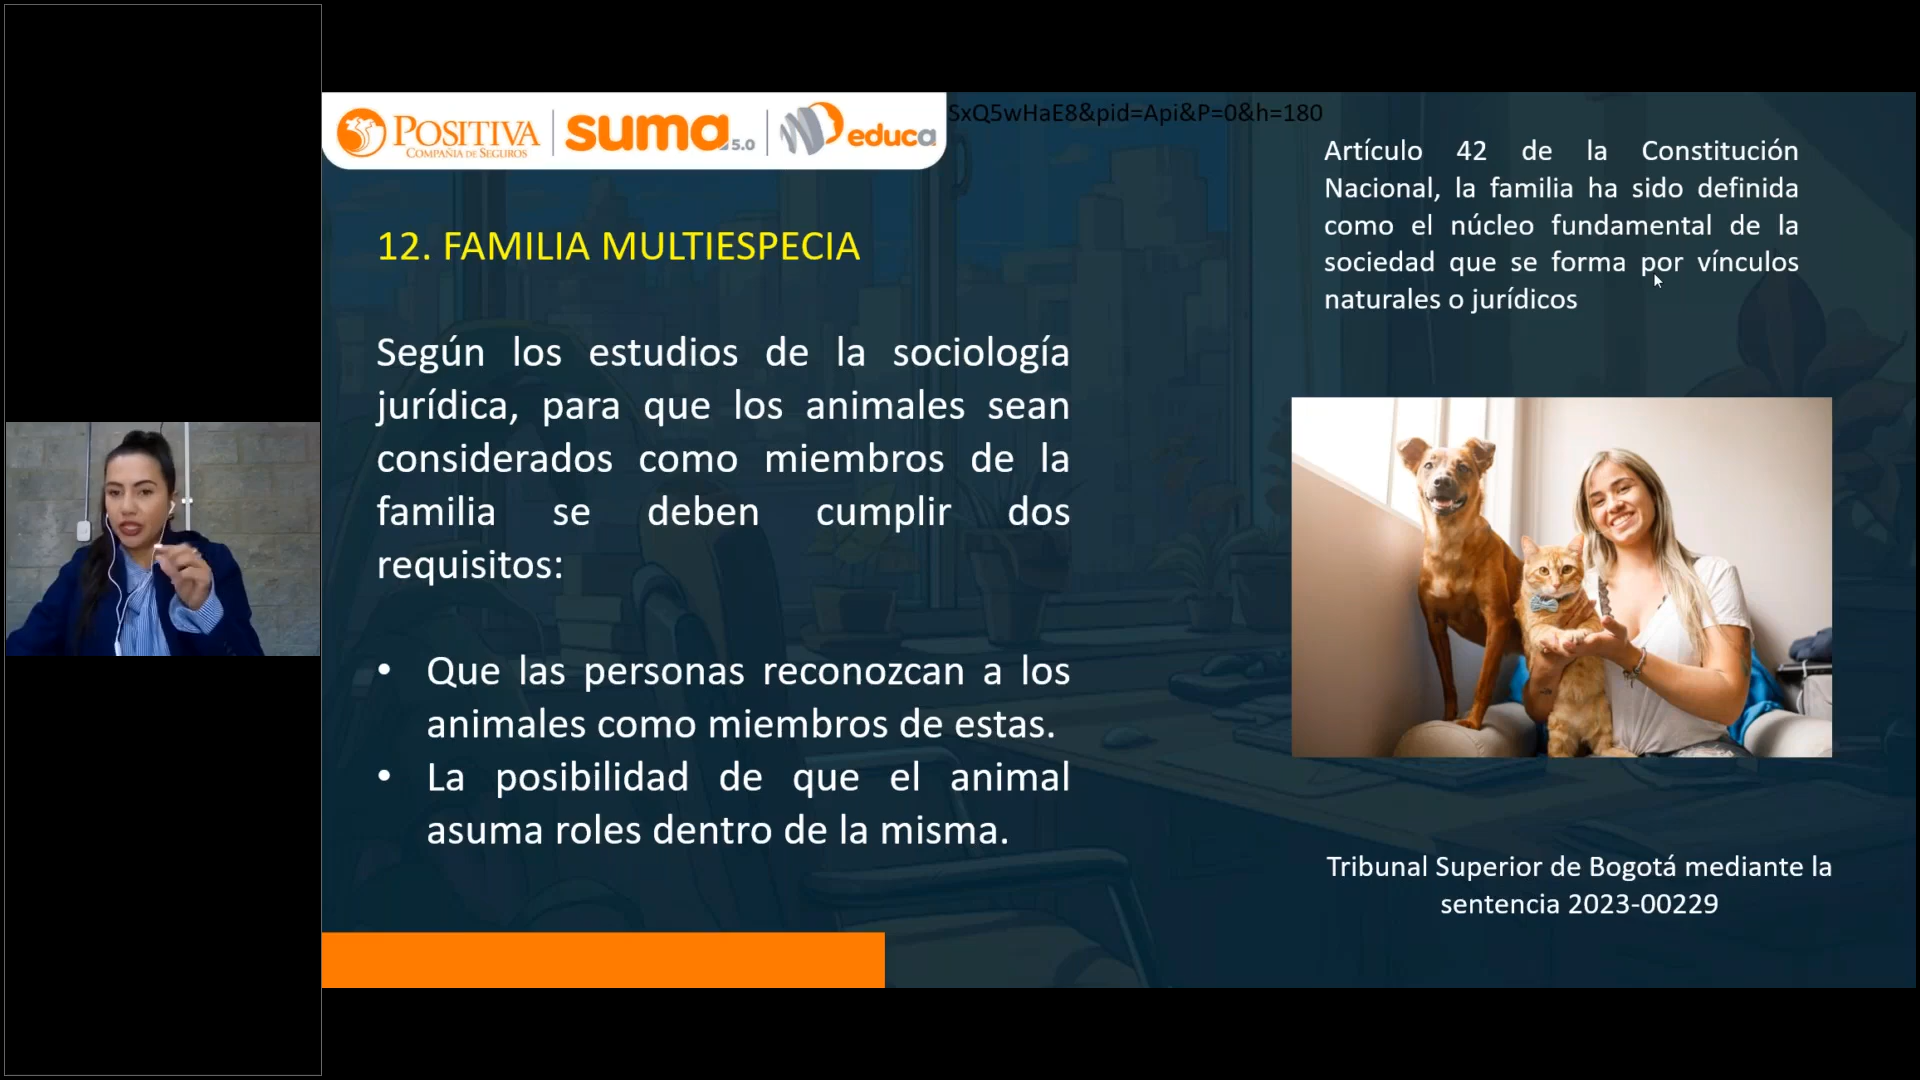 POSITIVA
COMPAÑIA DE SEGUROS
suma 5.0
educa
SxQ5wHaE8&pid=Api&P=0&h=180
12. FAMILIA MULTIESPECIA
Según los estudios de la sociología
jurídica, para que los animales sean
considerados como miembros de la
familia se deben cumplir dos
requisitos:
• Que las personas reconozcan a los
animales como miembros de estas.
• La posibilidad de que el animal
asuma roles dentro de la misma.
Artículo 42 de la Constitución
Nacional, la familia ha sido definida
como el núcleo fundamental de la
sociedad que se forma por vínculos
naturales o jurídicos
Tribunal Superior de Bogotá mediante la
sentencia 2023-00229